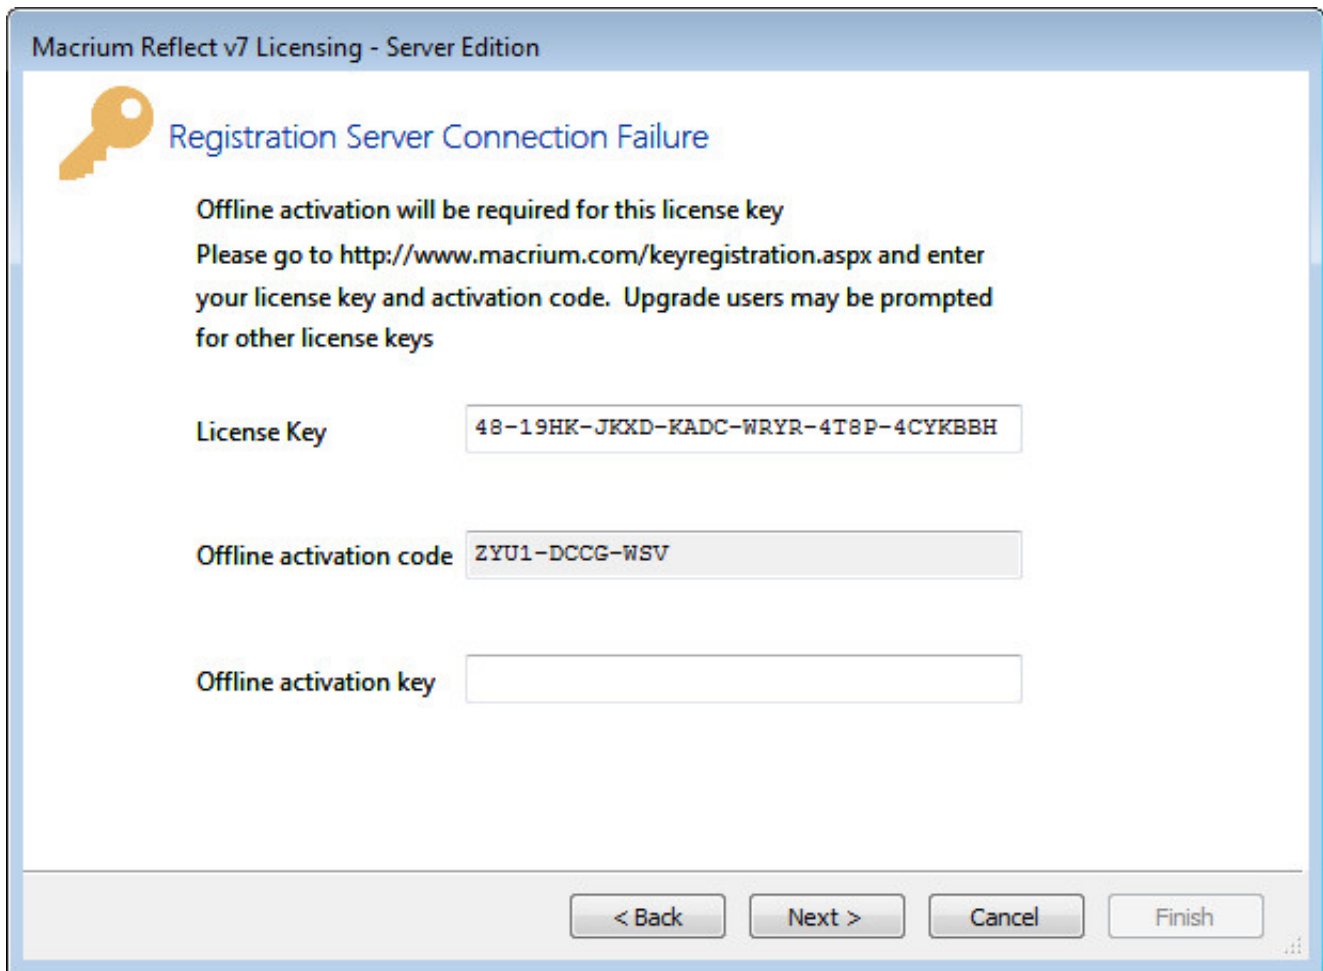 Macrium Reflect v7 Licensing - Server Edition
Registration Server Connection Failure
Offline activation will be required for this license key
Please go to http://www.macrium.com/keyregistration.aspx and enter
your license key and activation code.  Upgrade users may be prompted
for other license keys
License Key
48-19HK-JKXD-KADC-WRYR-4T8P-4CYKBBH
Offline activation code
ZYU1-DCCG-WSV
Offline activation key
< Back
Next >
Cancel
Finish